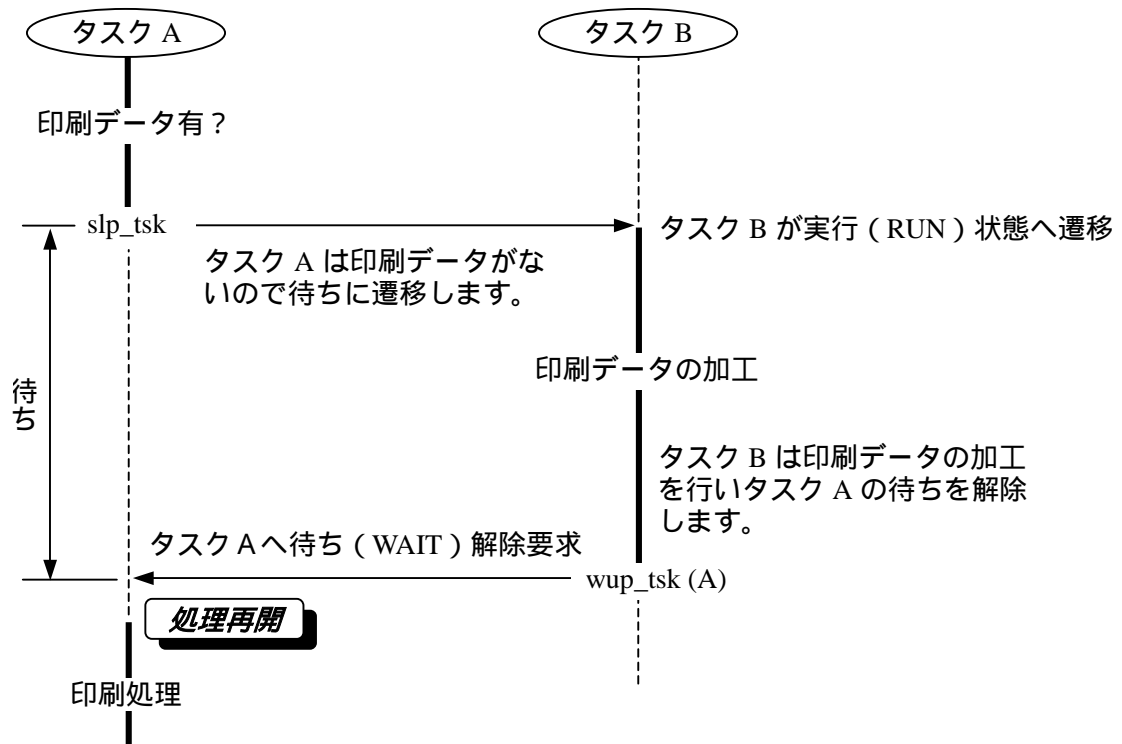 タスク A
タスク B
印刷データ有？
slp_tsk
タスク B が実行（RUN）状態へ遷移
タスク A は印刷データがな
いので待ちに遷移します。
印刷データの加工
待ち
タスク B は印刷データの加工
を行いタスク A の待ちを解除
します。
タスクＡへ待ち（WAIT）解除要求
wup_tsk (A)
処理再開
印刷処理